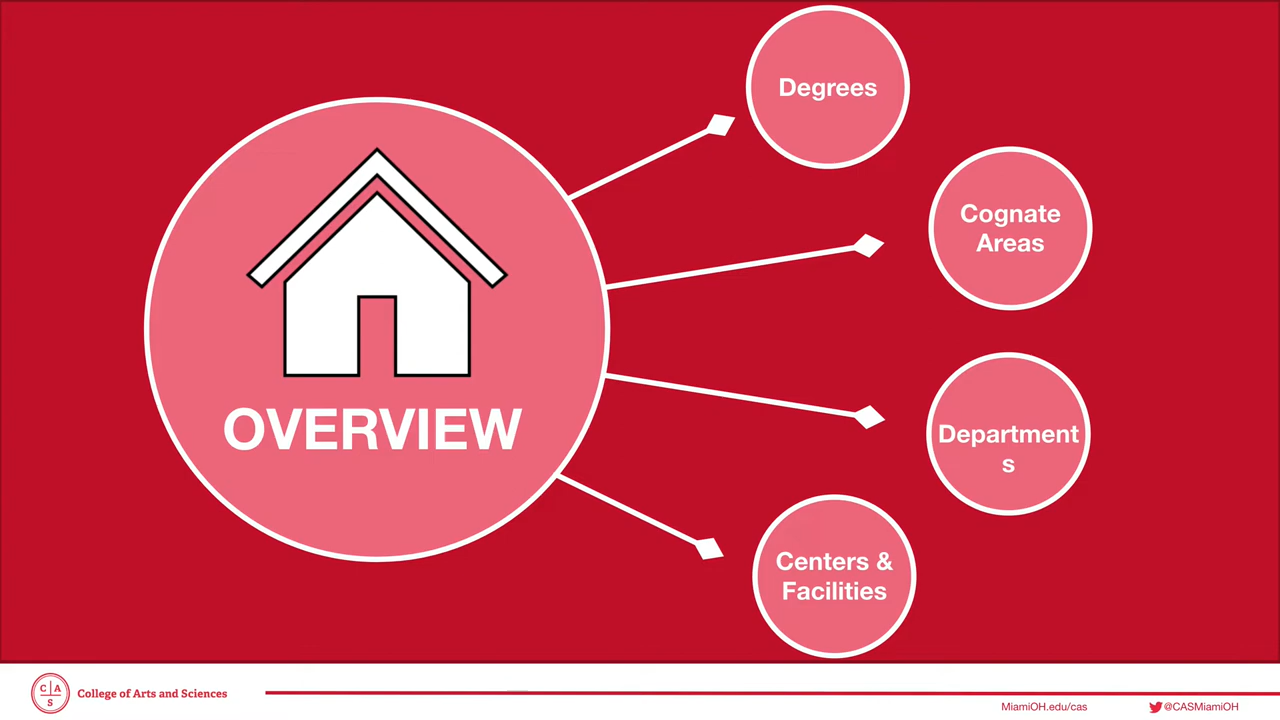 OVERVIEW
Degrees
Cognate
Areas
Department
s
Centers &
Facilities
C A
S
College of Arts and Sciences
MiamiOH.edu/cas
@CASMiamiOH